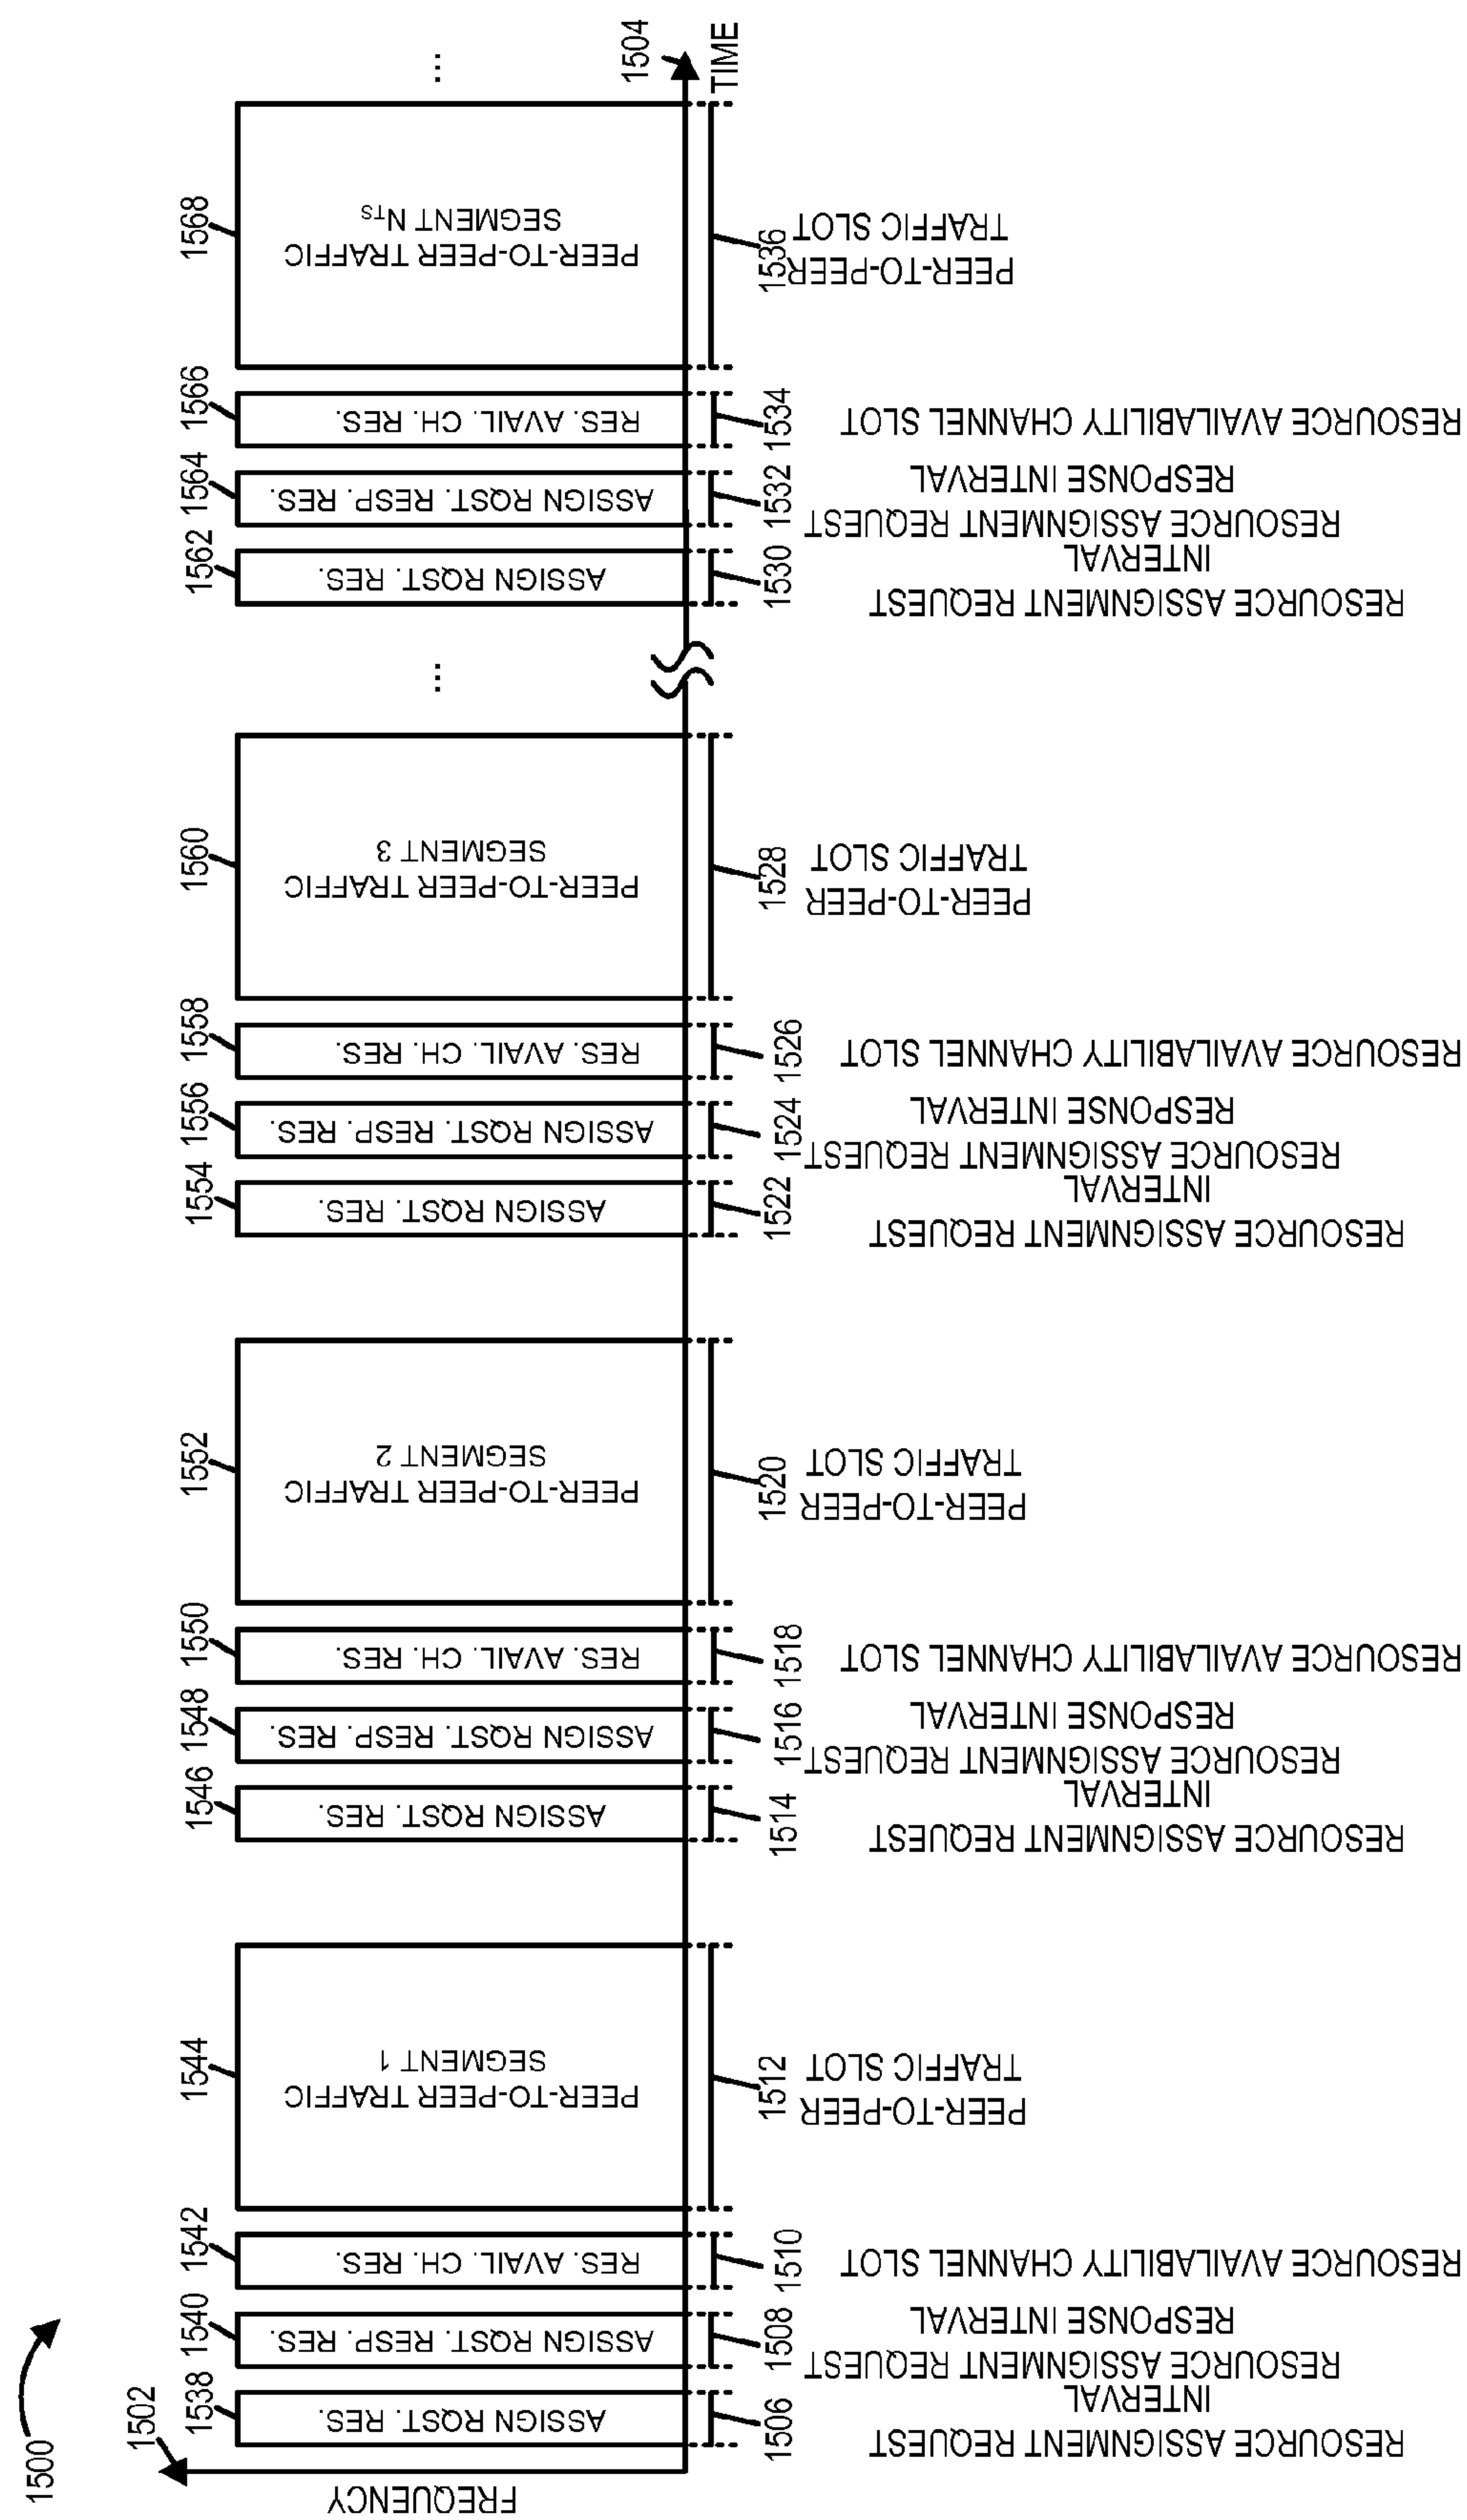 1500
1502
FREQUENCY
1538
1540
1542
1544
1546
1548
1550
1552
1554
1556
1558
1560
1562
1564
1566
1568
ASSIGN RQST. RES.
ASSIGN RQST. RESP. RES.
RES. AVAIL. CH. RES.
PEER-TO-PEER TRAFFIC
SEGMENT 1
ASSIGN RQST. RES.
ASSIGN RQST. RESP. RES.
RES. AVAIL. CH. RES.
PEER-TO-PEER TRAFFIC
SEGMENT 2
ASSIGN RQST. RES.
ASSIGN RQST. RESP. RES.
RES. AVAIL. CH. RES.
PEER-TO-PEER TRAFFIC
SEGMENT 3
...
ASSIGN RQST. RES.
ASSIGN RQST. RESP. RES.
RES. AVAIL. CH. RES.
PEER-TO-PEER TRAFFIC
SEGMENT NTS
...
1504
TIME
1506
RESOURCE ASSIGNMENT REQUEST
INTERVAL
1508
RESOURCE ASSIGNMENT REQUEST
RESPONSE INTERVAL
1510
RESOURCE AVAILABILITY CHANNEL SLOT
1512
PEER-TO-PEER
TRAFFIC SLOT
1514
RESOURCE ASSIGNMENT REQUEST
INTERVAL
1516
RESOURCE ASSIGNMENT REQUEST
RESPONSE INTERVAL
1518
RESOURCE AVAILABILITY CHANNEL SLOT
1520
PEER-TO-PEER
TRAFFIC SLOT
1522
RESOURCE ASSIGNMENT REQUEST
INTERVAL
1524
RESOURCE ASSIGNMENT REQUEST
RESPONSE INTERVAL
1526
RESOURCE AVAILABILITY CHANNEL SLOT
1528
PEER-TO-PEER
TRAFFIC SLOT
1530
RESOURCE ASSIGNMENT REQUEST
INTERVAL
1532
RESOURCE ASSIGNMENT REQUEST
RESPONSE INTERVAL
1534
RESOURCE AVAILABILITY CHANNEL SLOT
1536
PEER-TO-PEER
TRAFFIC SLOT